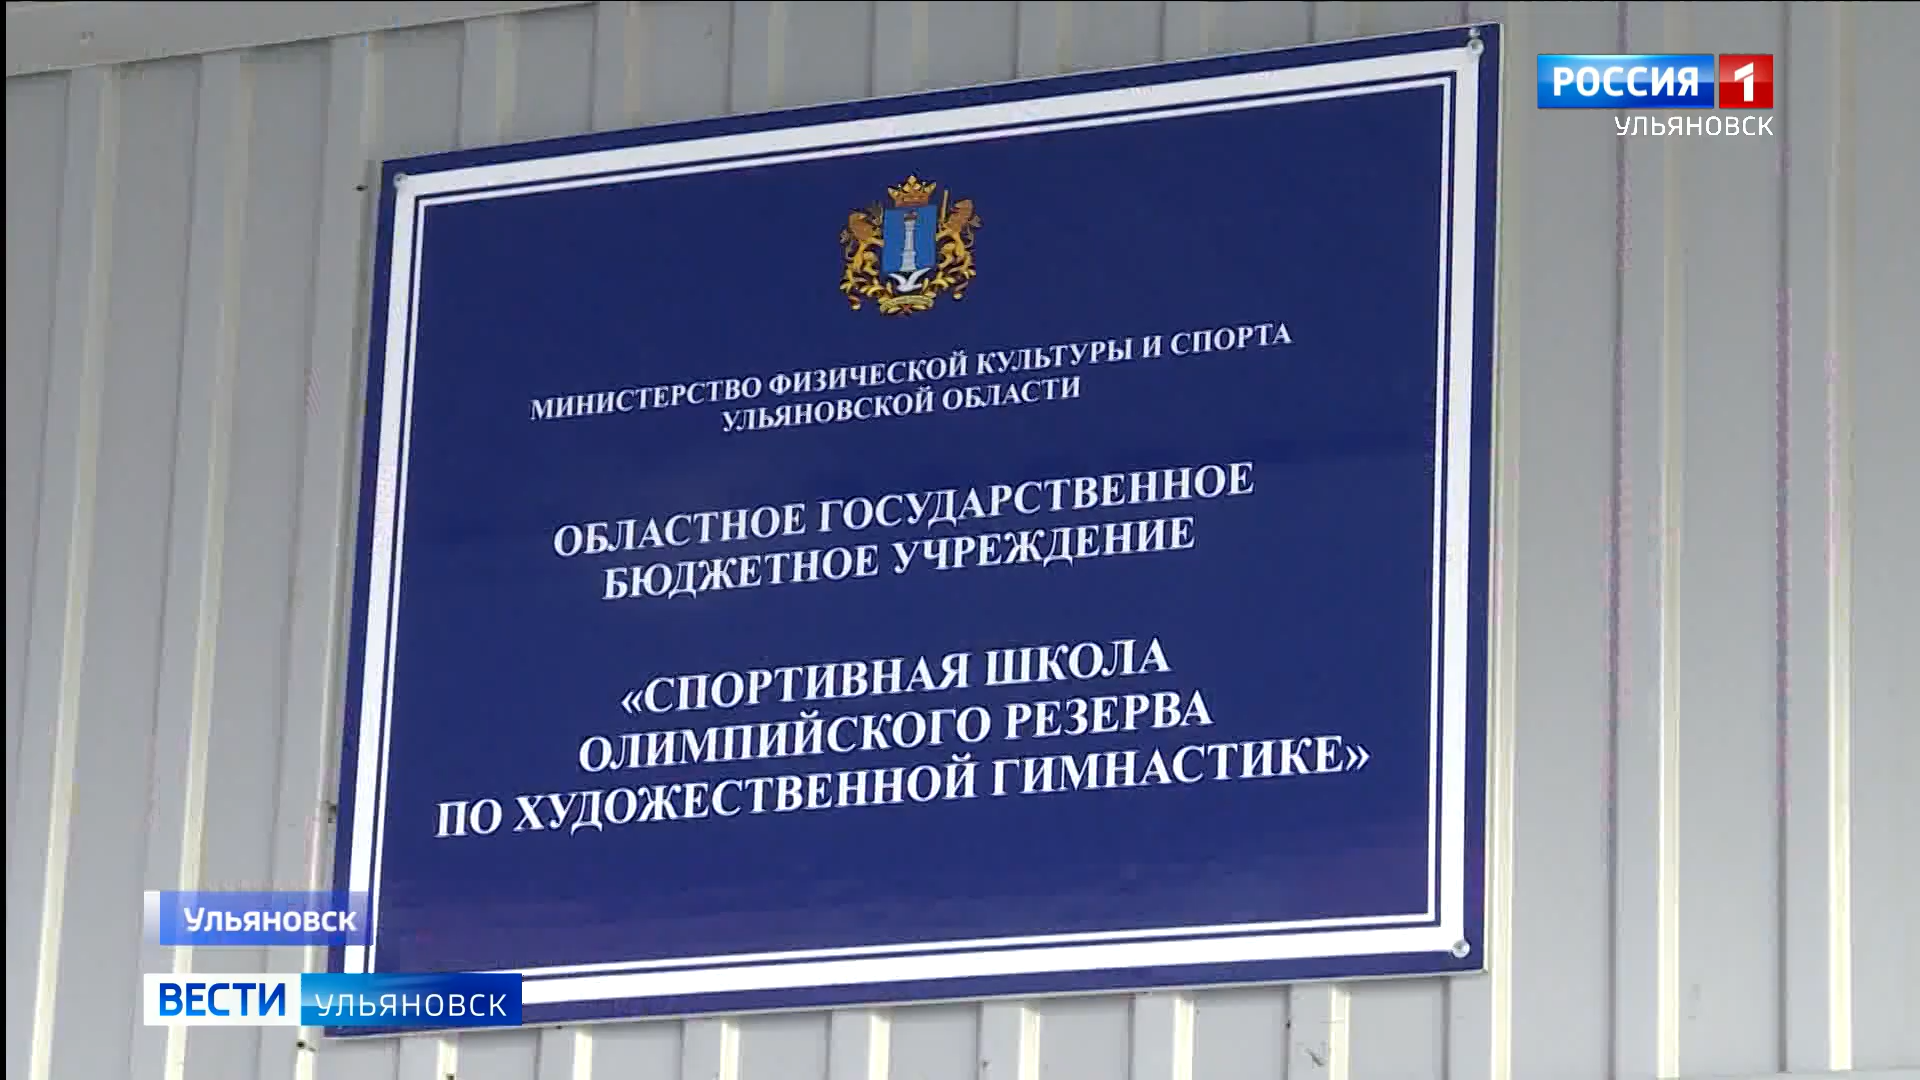 РОССИЯ 1
УЛЬЯНОВСК
МИНИСТЕРСТВО ФИЗИЧЕСКОЙ КУЛЬТУРЫ И СПОРТА
УЛЬЯНОВСКОЙ ОБЛАСТИ
ОБЛАСТНОЕ ГОСУДАРСТВЕННОЕ
БЮДЖЕТНОЕ УЧРЕЖДЕНИЕ
«СПОРТИВНАЯ ШКОЛА
ОЛИМПИЙСКОГО РЕЗЕРВА
ПО ХУДОЖЕСТВЕННОЙ ГИМНАСТИКЕ»
Ульяновск
ВЕСТИ УЛЬЯНОВСК